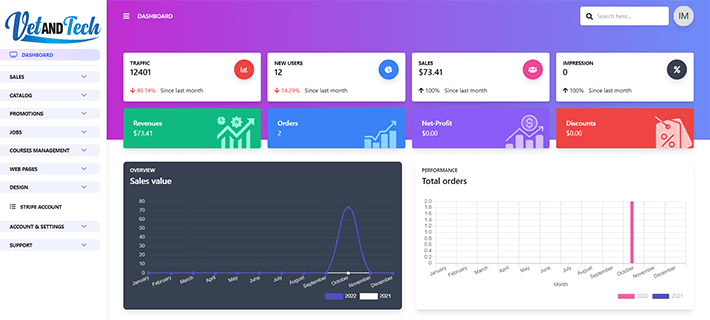 VetANDTech
DASHBOARD
SALES
CATALOG
PROMOTIONS
JOBS
COURSES MANAGEMENT
WEB PAGES
DESIGN
STRIPE ACCOUNT
ACCOUNT & SETTINGS
SUPPORT
DASHBOARD
Search here...
IM
TRAFFIC
12401
49.14% Since last month
NEW USERS
12
14.29% Since last month
SALES
$73.41
100% Since last month
IMPRESSION
0
100% Since last month
Revenues
$73.41
Orders
2
Net-Profit
$0.00
Discounts
$0.00
OVERVIEW
Sales value
80
70
60
50
40
30
20
10
0
January February March April May June July August September October November December
2022 2021
PERFORMANCE
Total orders
2.0
1.8
1.6
1.4
1.2
1.0
0.8
0.6
0.4
0.2
0
January February March April May June July August September October November December
Month
2022 2021